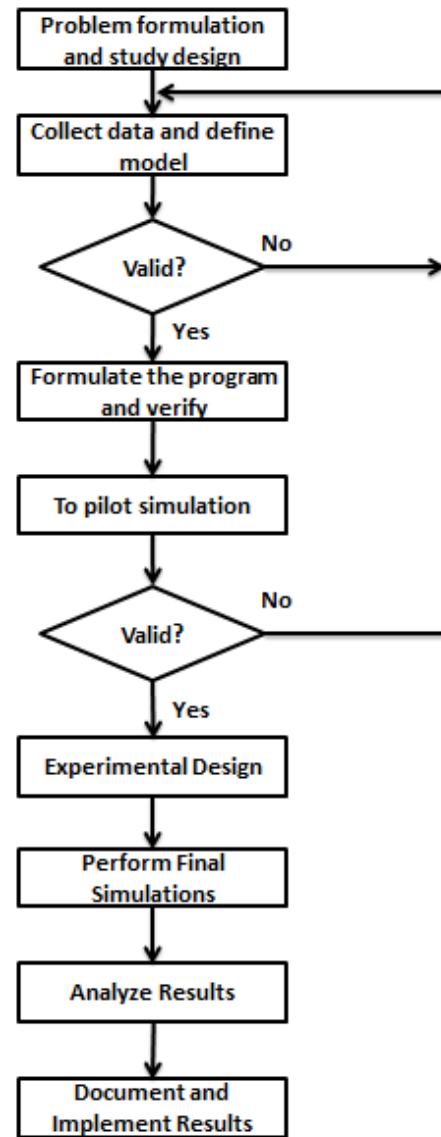 Problem formulation
and study design
Collect data and define
model
Valid?
No
Yes
Formulate the program
and verify
To pilot simulation
Valid?
No
Yes
Experimental Design
Perform Final
Simulations
Analyze Results
Document and
Implement Results